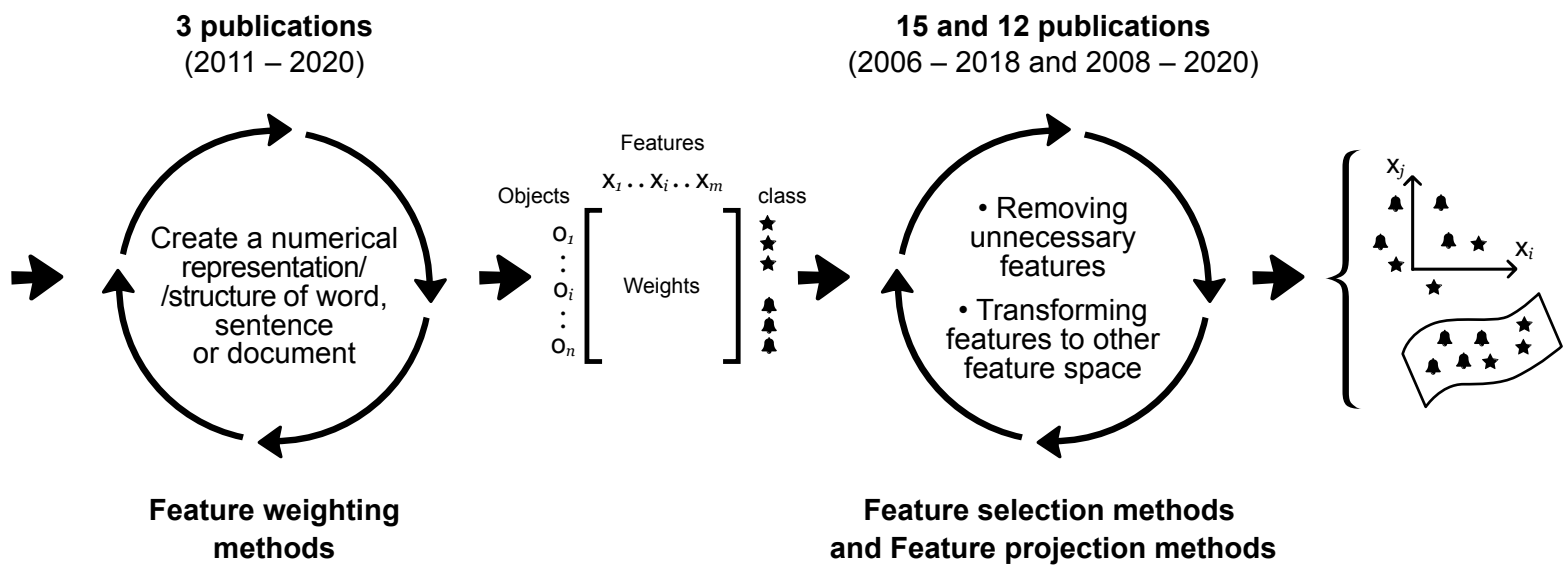 3 publications
(2011 – 2020)
Create a numerical
representation/
/structure of word,
sentence
or document
Feature weighting
methods
Features
x₁ . . xᵢ . . xₘ
Objects
class
o₁
:
oᵢ
:
oₙ
Weights
15 and 12 publications
(2006 – 2018 and 2008 – 2020)
• Removing
unnecessary
features
• Transforming
features to other
feature space
Feature selection methods
and Feature projection methods
xⱼ
xᵢ